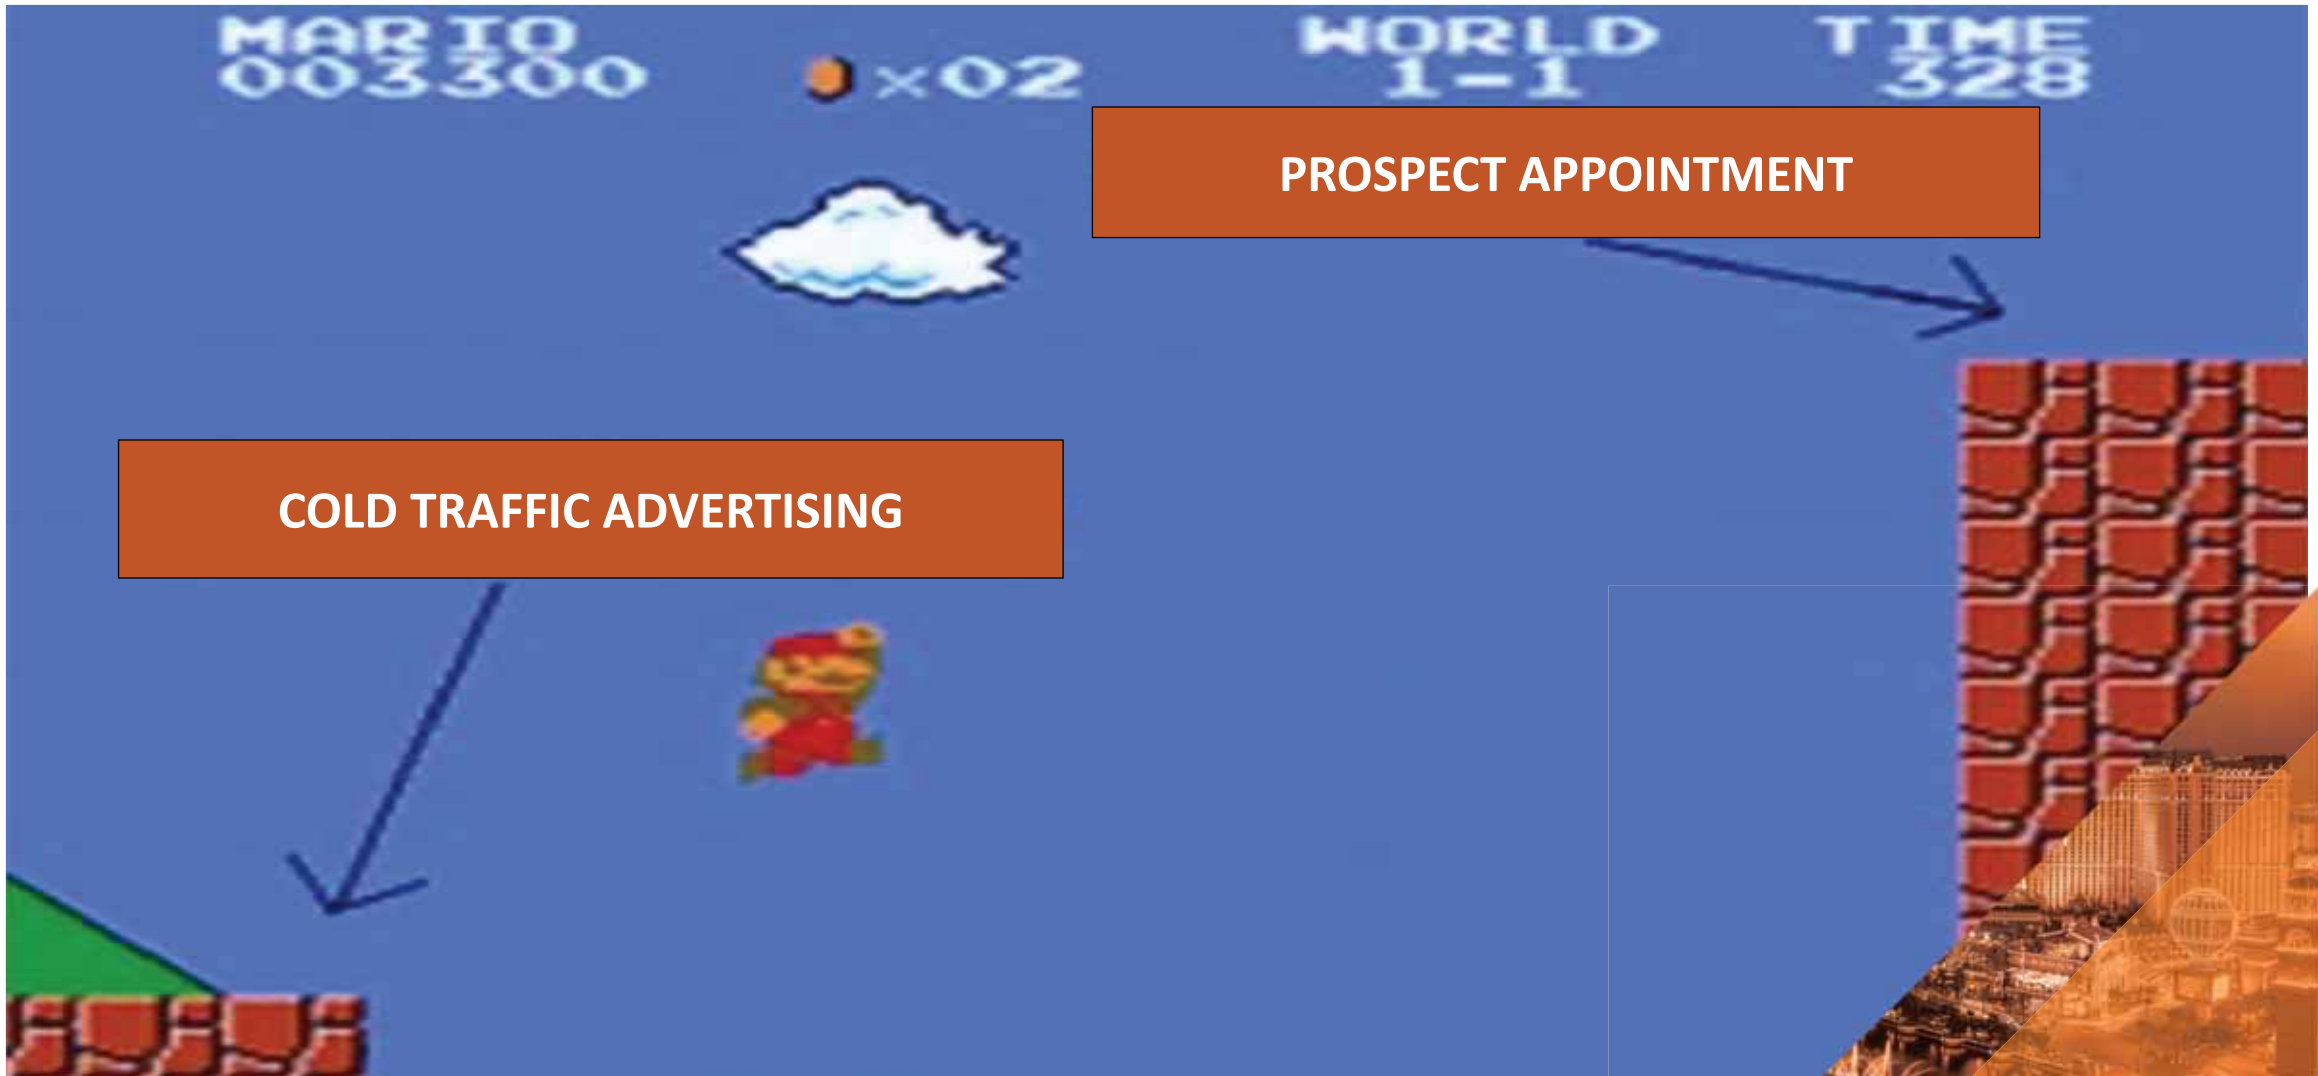 MARIO WORLD TIME
003300 ×02 1-1 328
PROSPECT APPOINTMENT
COLD TRAFFIC ADVERTISING